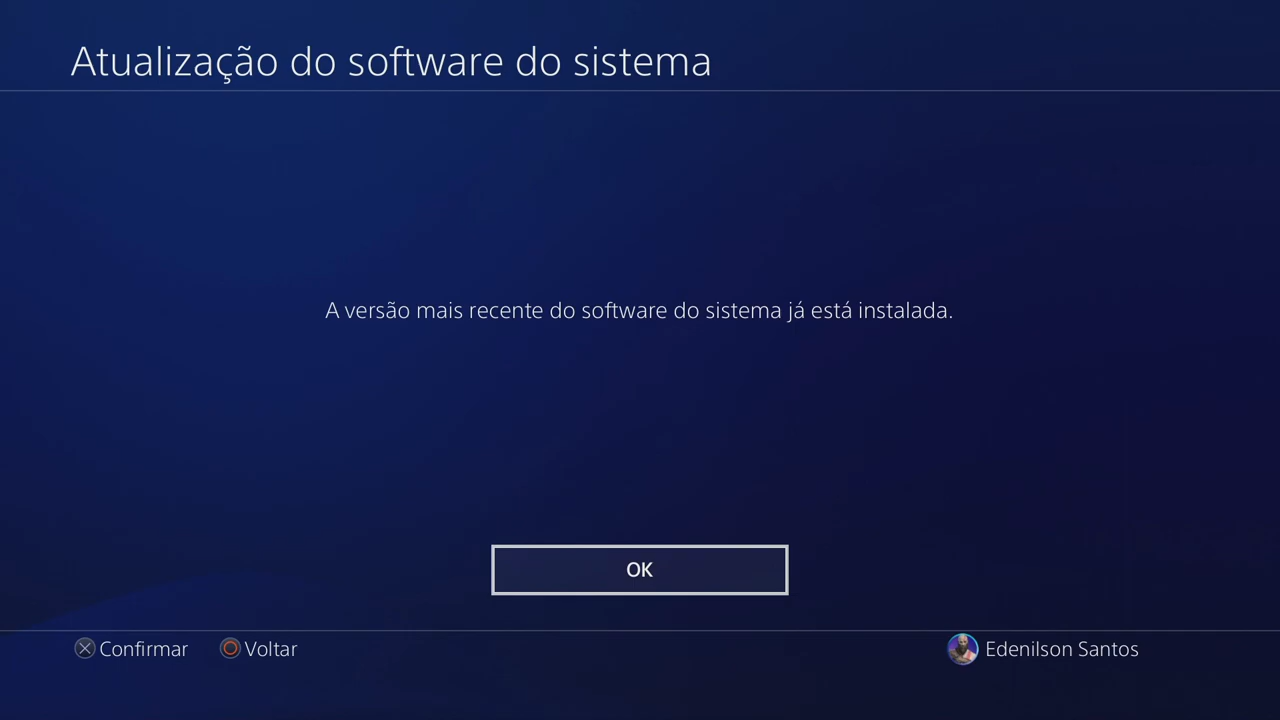 Atualização do software do sistema
A versão mais recente do software do sistema já está instalada.
OK
Confirmar Voltar Edenilson Santos